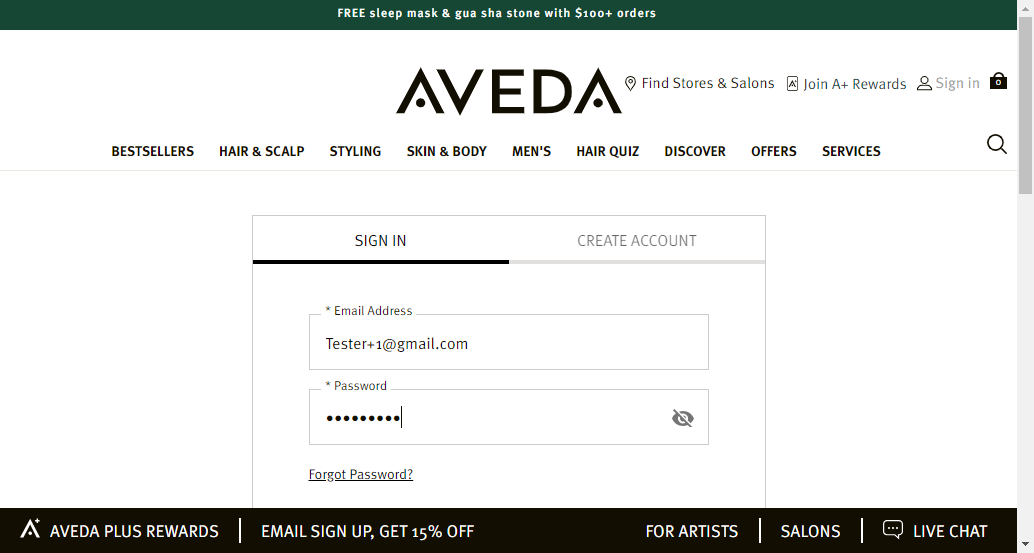 FREE sleep mask & gua sha stone with $100+ orders
AVEDA
Find Stores & Salons
Join A+ Rewards
Sign in
0
BESTSELLERS HAIR & SCALP STYLING SKIN & BODY MEN'S HAIR QUIZ DISCOVER OFFERS SERVICES
SIGN IN CREATE ACCOUNT
* Email Address
Tester+1@gmail.com
* Password
•••••••••
Forgot Password?
A+ AVEDA PLUS REWARDS EMAIL SIGN UP, GET 15% OFF FOR ARTISTS SALONS LIVE CHAT